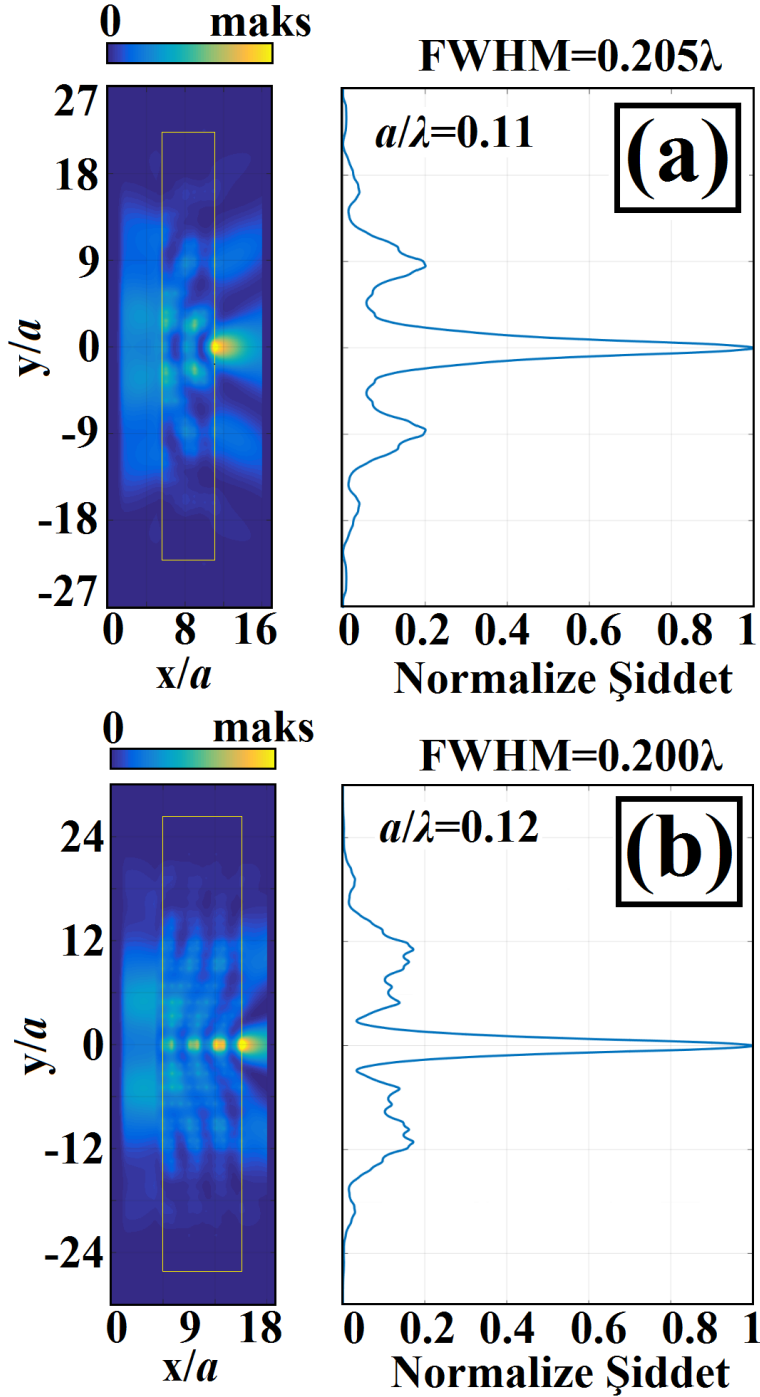 0 maks
FWHM=0.205λ
a/λ=0.11
(a)
27
18
9
0
-9
-18
-27
y/a
0 8 16
x/a
0 0.2 0.4 0.6 0.8 1
Normalize Şiddet
0 maks
FWHM=0.200λ
a/λ=0.12
(b)
24
12
0
-12
-24
y/a
0 9 18
x/a
0 0.2 0.4 0.6 0.8 1
Normalize Şiddet